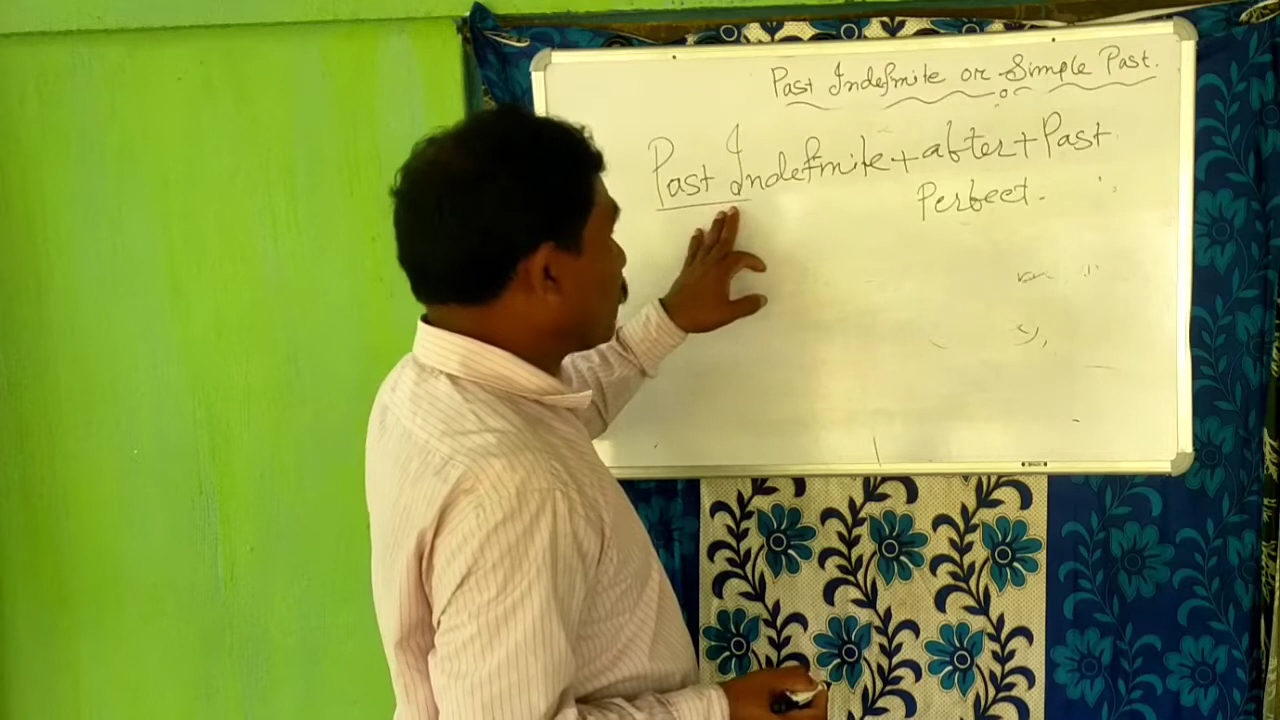 Past Indefinite or Simple Past.
Past Indefinite + after + Past
Perfect.